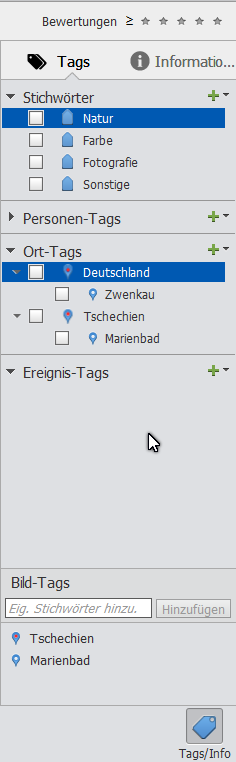 Bewertungen ≥
Tags Informatio...
Stichwörter
Natur
Farbe
Fotografie
Sonstige
Personen-Tags
Ort-Tags
Deutschland
Zwenkau
Tschechien
Marienbad
Ereignis-Tags
Bild-Tags
Eig. Stichwörter hinzu. Hinzufügen
Tschechien
Marienbad
Tags/Info